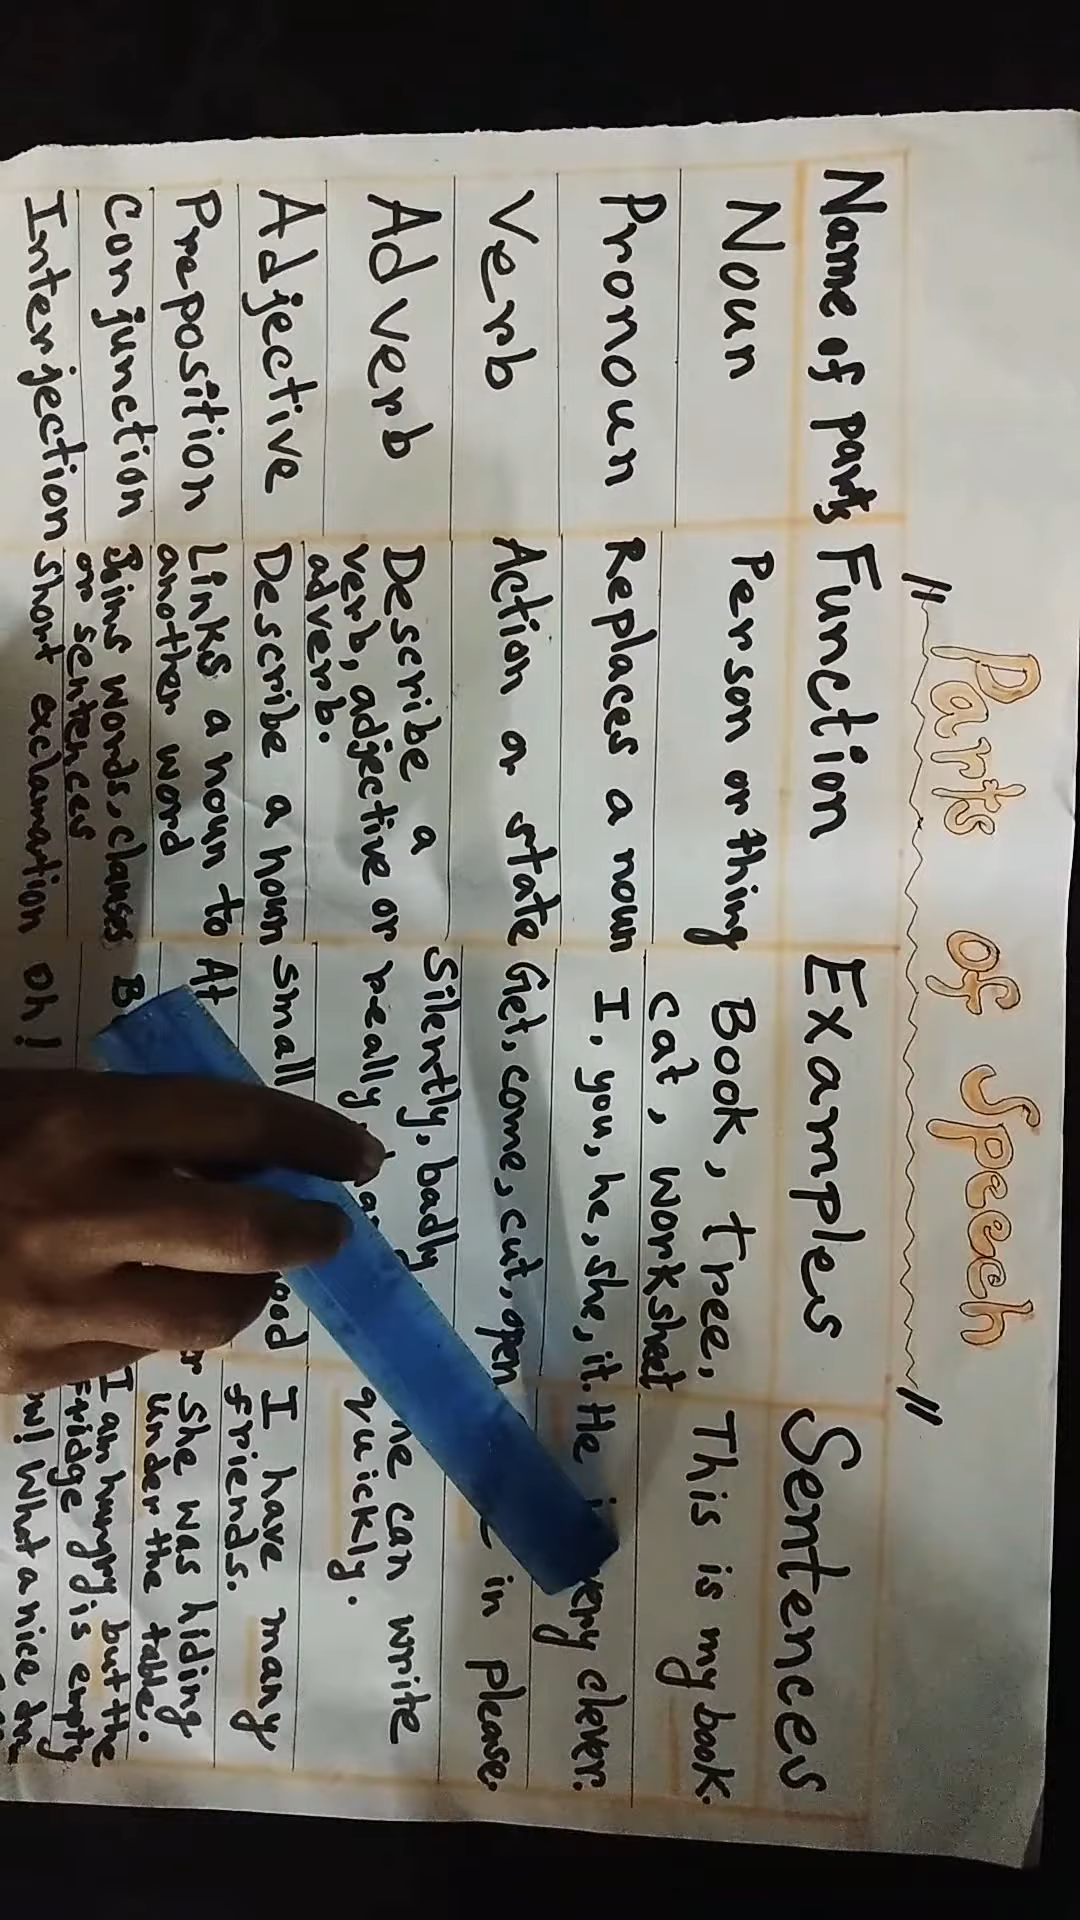 "Parts of Speech"
Name of parts Function Examples Sentences
Noun Person or thing Book, tree, This is my book.
cat, worksheet
Pronoun Replaces a noun I, you, he, she, it. He very clever.
Verb Action or state Get, come, cut, open in please.
Adverb Describe a Silently, badly can write
verb, adjective or really quickly.
adverb.
Adjective Describe a noun small I have many
friends.
Preposition Links a noun to At She was hiding
another word under the table.
Conjunction Joins words, clauses I am hungry but the
or sentences Fridge is empty
Interjection short exclamation oh! What a nice